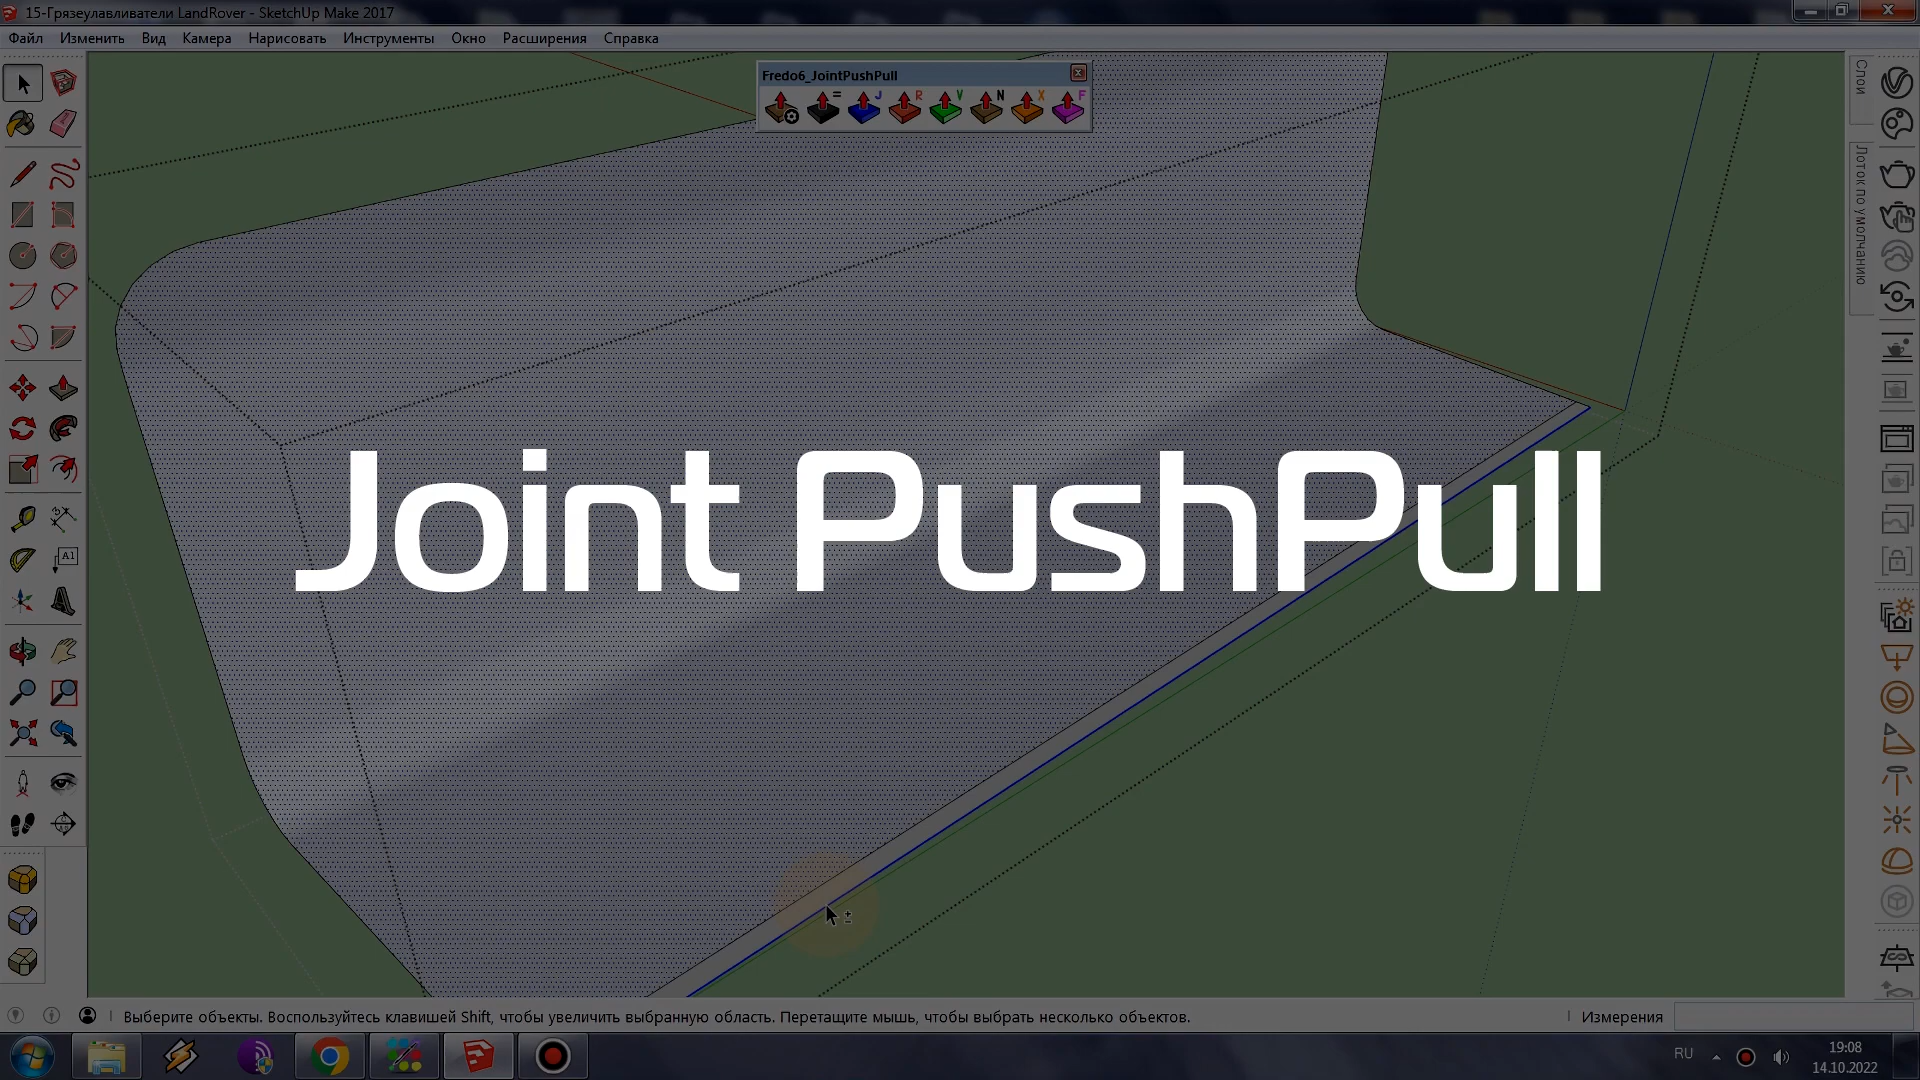 15-Грязеулавливатели LandRover - SketchUp Make 2017
Файл Изменить Вид Камера Нарисовать Инструменты Окно Расширения Справка
Fredo6_JointPushPull
= J R V N X F
Слои
Лоток по умолчанию
Joint PushPull
A1
Выберите объекты. Воспользуйтесь клавишей Shift, чтобы увеличить выбранную область. Перетащите мышь, чтобы выбрать несколько объектов.
Измерения
RU
19:08
14.10.2022